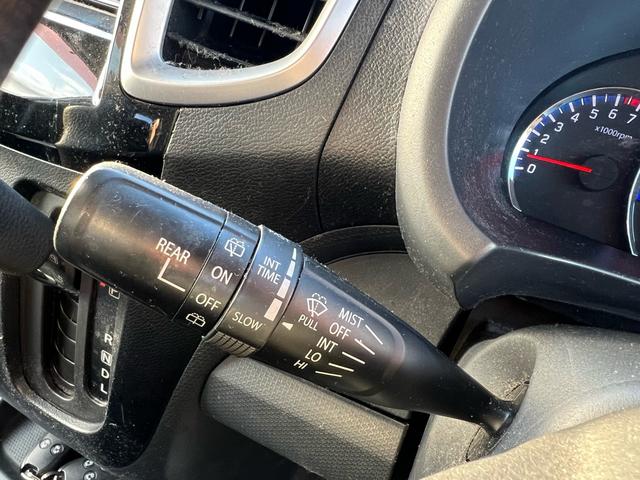 REAR
ON
OFF
INT
TIME
SLOW
PULL
MIST
OFF
INT
LO
HI
R
N
D
L
7
6
5
4
3
2
1
0
x1000rpm